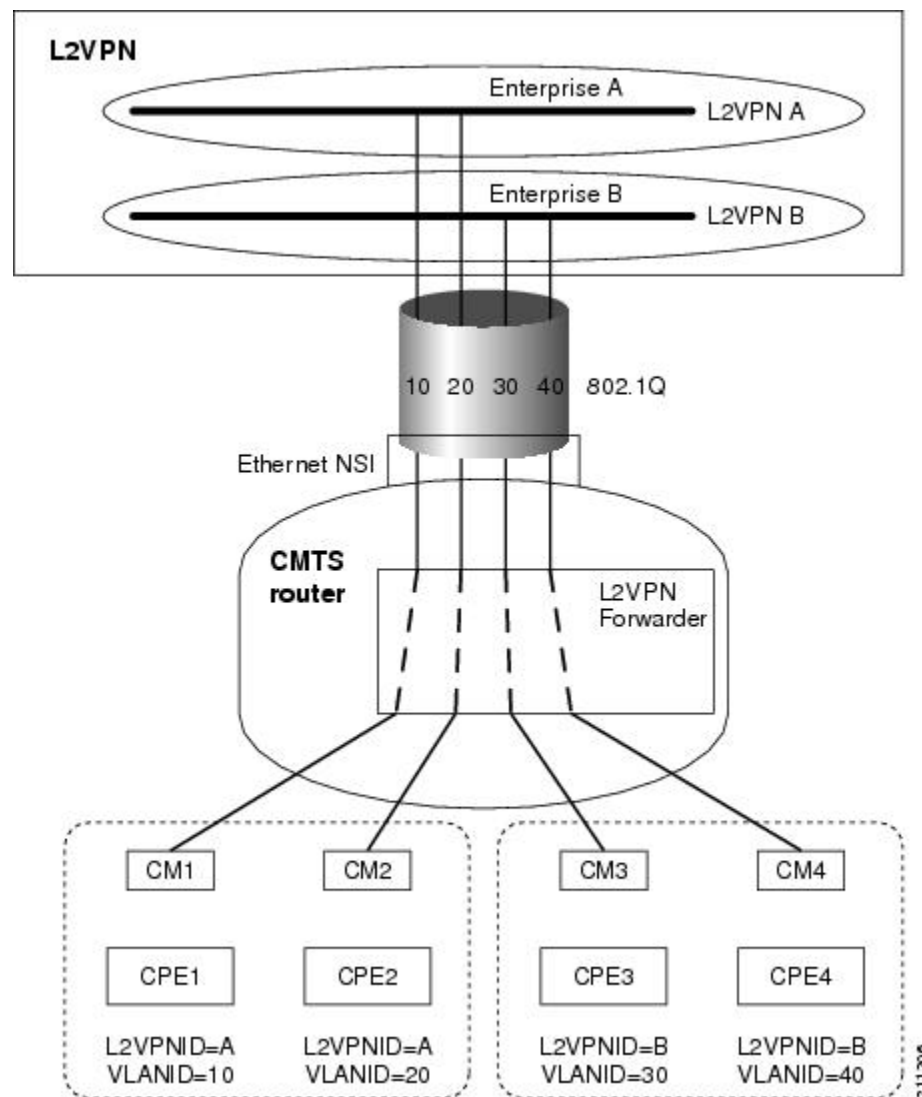 L2VPN
Enterprise A
L2VPN A
Enterprise B
L2VPN B
10 20 30 40 802.1Q
Ethernet NSI
CMTS
router
L2VPN
Forwarder
CM1
CM2
CM3
CM4
CPE1
CPE2
CPE3
CPE4
L2VPNID=A
VLANID=10
L2VPNID=A
VLANID=20
L2VPNID=B
VLANID=30
L2VPNID=B
VLANID=40